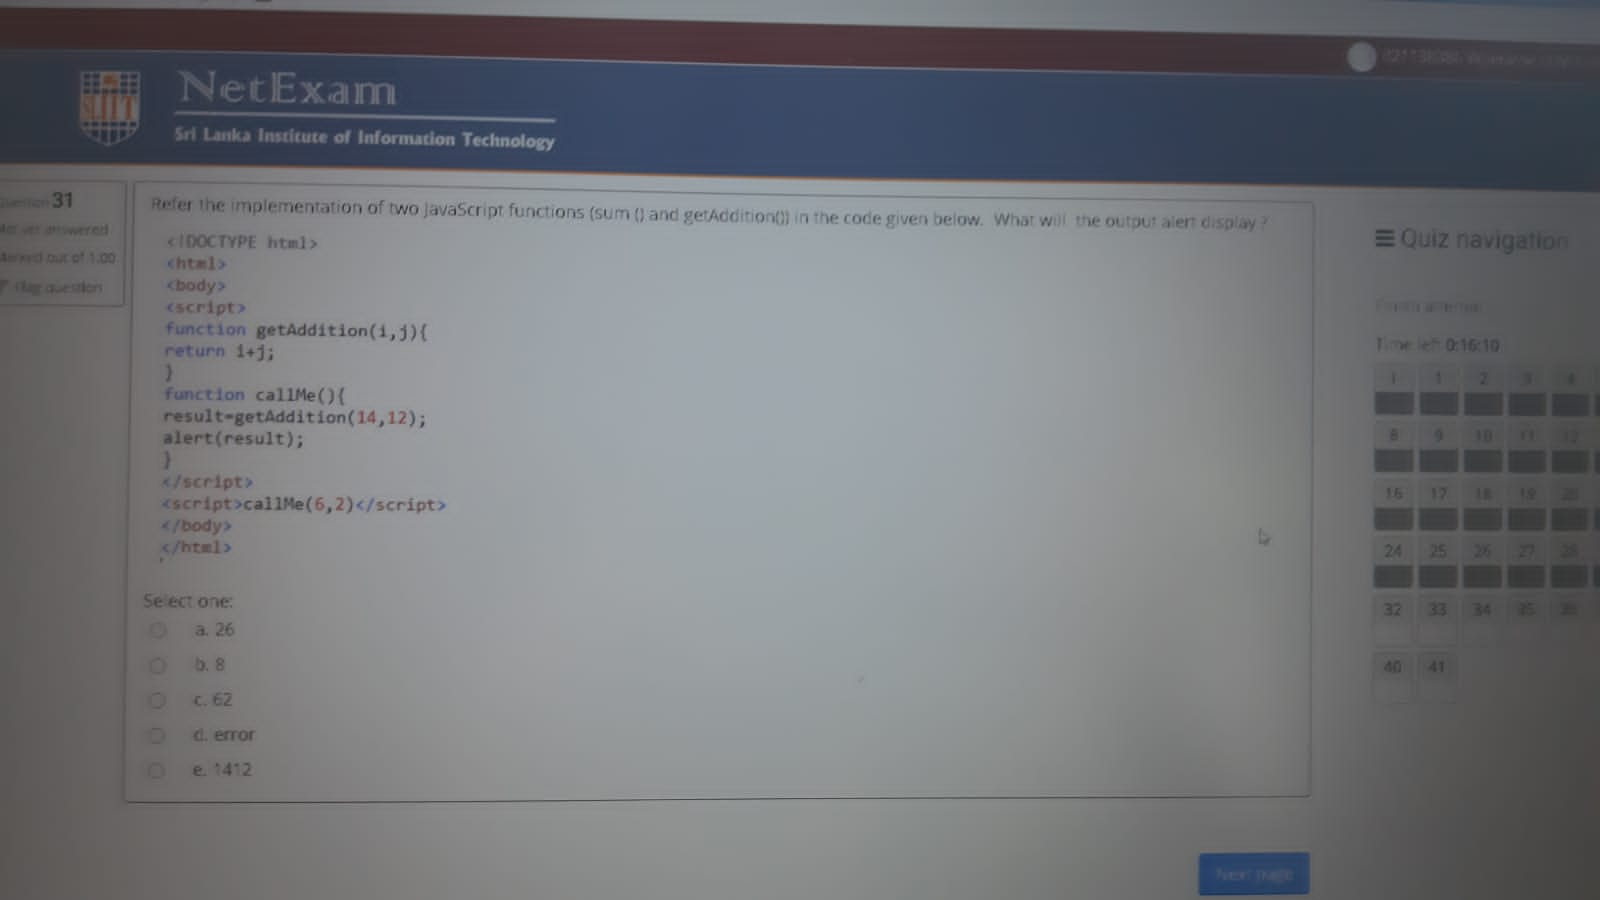 NetExam
Sri Lanka Institute of Information Technology
SLIIT
Question 31
Not yet answered
Marked out of 1.00
Flag question
Refer the implementation of two JavaScript functions (sum () and getAddition()) in the code given below. What will the output alert display ?
<!DOCTYPE html>
<html>
<body>
<script>
function getAddition(i,j){
return i+j;
}
function callMe(){
result=getAddition(14,12);
alert(result);
}
</script>
<script>callMe(6,2)</script>
</body>
</html>
Select one:
a. 26
b. 8
c. 62
d. error
e. 1412
Next page
Quiz navigation
Time left 0:16:10
1 2 3 4
8 9 10 11 12
16 17 18 19 20
24 25 26 27 28
32 33 34 35 36
40 41